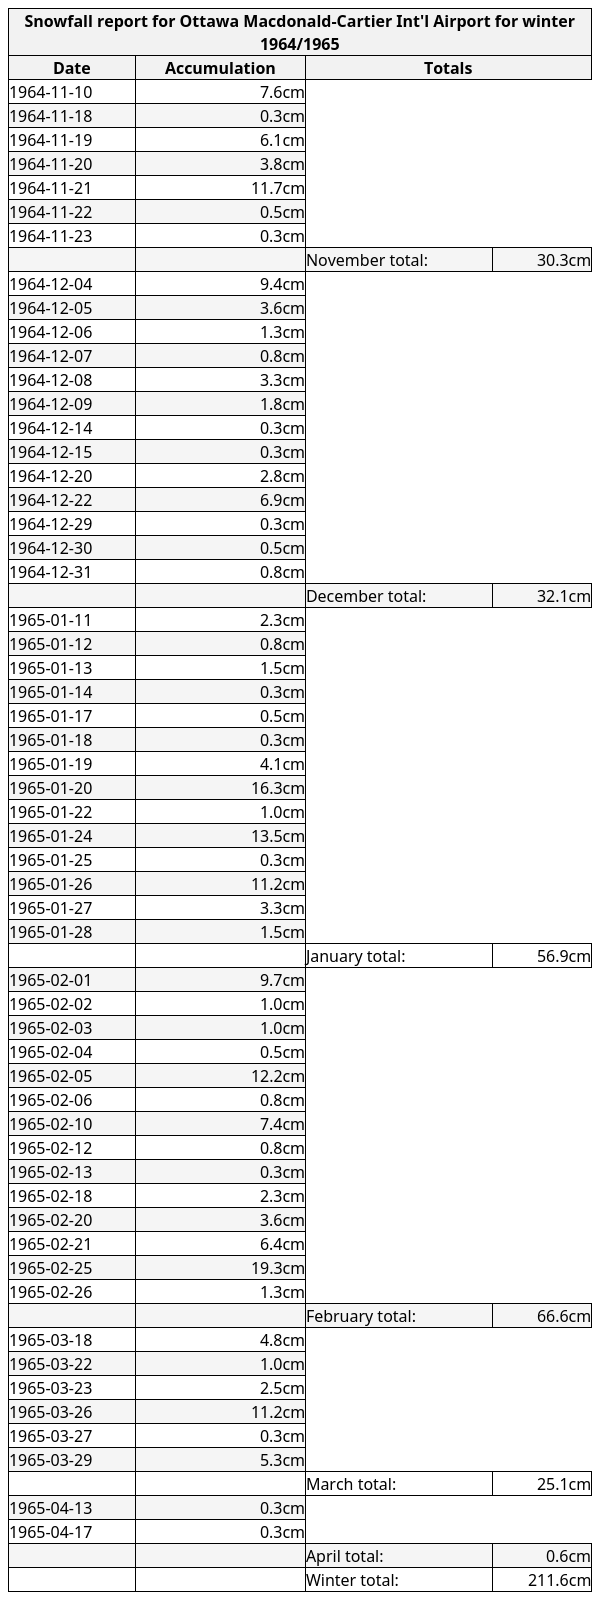 Snowfall report for Ottawa Macdonald-Cartier Int'l Airport for winter
1964/1965
Date Accumulation Totals
1964-11-10 7.6cm
1964-11-18 0.3cm
1964-11-19 6.1cm
1964-11-20 3.8cm
1964-11-21 11.7cm
1964-11-22 0.5cm
1964-11-23 0.3cm
November total: 30.3cm
1964-12-04 9.4cm
1964-12-05 3.6cm
1964-12-06 1.3cm
1964-12-07 0.8cm
1964-12-08 3.3cm
1964-12-09 1.8cm
1964-12-14 0.3cm
1964-12-15 0.3cm
1964-12-20 2.8cm
1964-12-22 6.9cm
1964-12-29 0.3cm
1964-12-30 0.5cm
1964-12-31 0.8cm
December total: 32.1cm
1965-01-11 2.3cm
1965-01-12 0.8cm
1965-01-13 1.5cm
1965-01-14 0.3cm
1965-01-17 0.5cm
1965-01-18 0.3cm
1965-01-19 4.1cm
1965-01-20 16.3cm
1965-01-22 1.0cm
1965-01-24 13.5cm
1965-01-25 0.3cm
1965-01-26 11.2cm
1965-01-27 3.3cm
1965-01-28 1.5cm
January total: 56.9cm
1965-02-01 9.7cm
1965-02-02 1.0cm
1965-02-03 1.0cm
1965-02-04 0.5cm
1965-02-05 12.2cm
1965-02-06 0.8cm
1965-02-10 7.4cm
1965-02-12 0.8cm
1965-02-13 0.3cm
1965-02-18 2.3cm
1965-02-20 3.6cm
1965-02-21 6.4cm
1965-02-25 19.3cm
1965-02-26 1.3cm
February total: 66.6cm
1965-03-18 4.8cm
1965-03-22 1.0cm
1965-03-23 2.5cm
1965-03-26 11.2cm
1965-03-27 0.3cm
1965-03-29 5.3cm
March total: 25.1cm
1965-04-13 0.3cm
1965-04-17 0.3cm
April total: 0.6cm
Winter total: 211.6cm